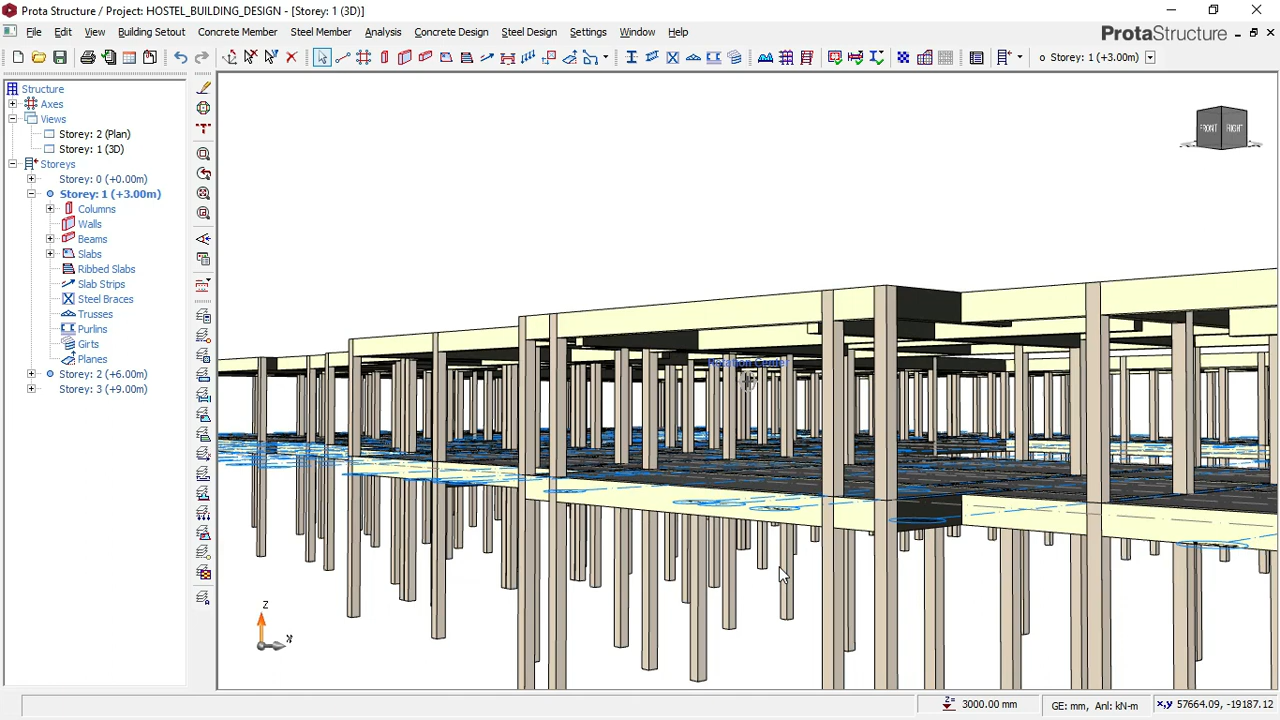 Prota Structure / Project: HOSTEL_BUILDING_DESIGN - [Storey: 1 (3D)]
File Edit View Building Setout Concrete Member Steel Member Analysis Concrete Design Steel Design Settings Window Help
ProtaStructure
Storey: 1 (+3.00m)
Structure
Axes
Views
Storey: 2 (Plan)
Storey: 1 (3D)
Storeys
Storey: 0 (+0.00m)
Storey: 1 (+3.00m)
Columns
Walls
Beams
Slabs
Ribbed Slabs
Slab Strips
Steel Braces
Trusses
Purlins
Girts
Planes
Storey: 2 (+6.00m)
Storey: 3 (+9.00m)
FRONT RIGHT
Rotation Center
Z
X
Z= 3000.00 mm
GE: mm, Anl: kN-m
x,y 57664.09, -19187.12